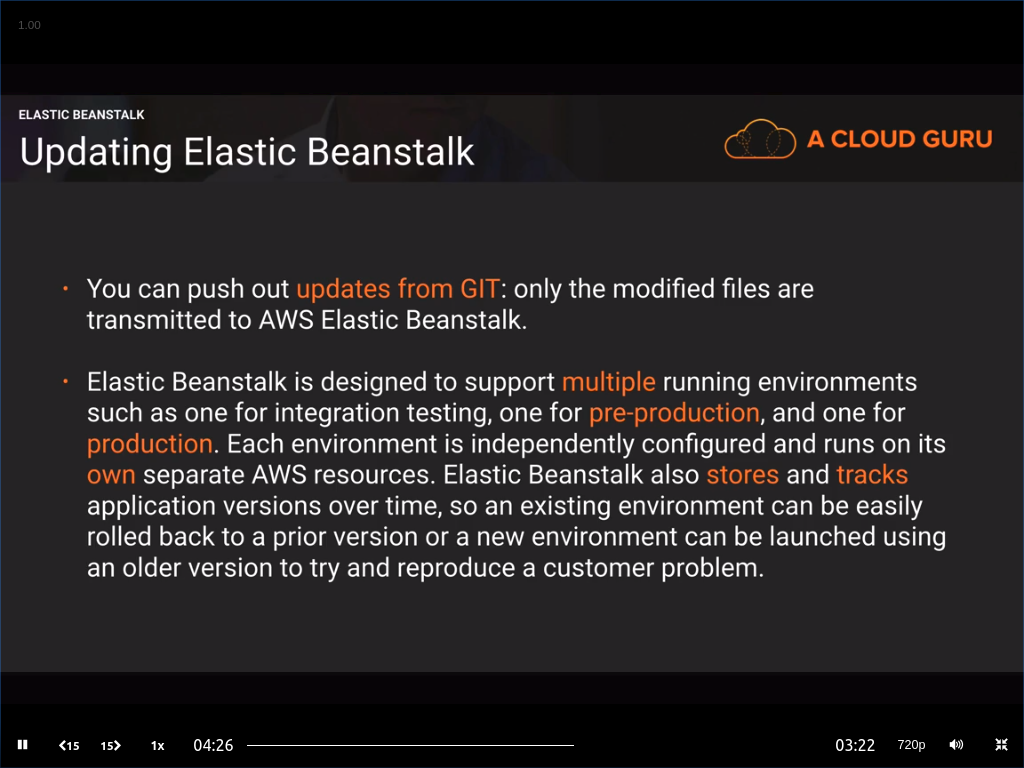 1.00
ELASTIC BEANSTALK
Updating Elastic Beanstalk
A CLOUD GURU
• You can push out updates from GIT: only the modified files are
transmitted to AWS Elastic Beanstalk.
• Elastic Beanstalk is designed to support multiple running environments
such as one for integration testing, one for pre-production, and one for
production. Each environment is independently configured and runs on its
own separate AWS resources. Elastic Beanstalk also stores and tracks
application versions over time, so an existing environment can be easily
rolled back to a prior version or a new environment can be launched using
an older version to try and reproduce a customer problem.
15 15 1x 04:26 03:22 720p